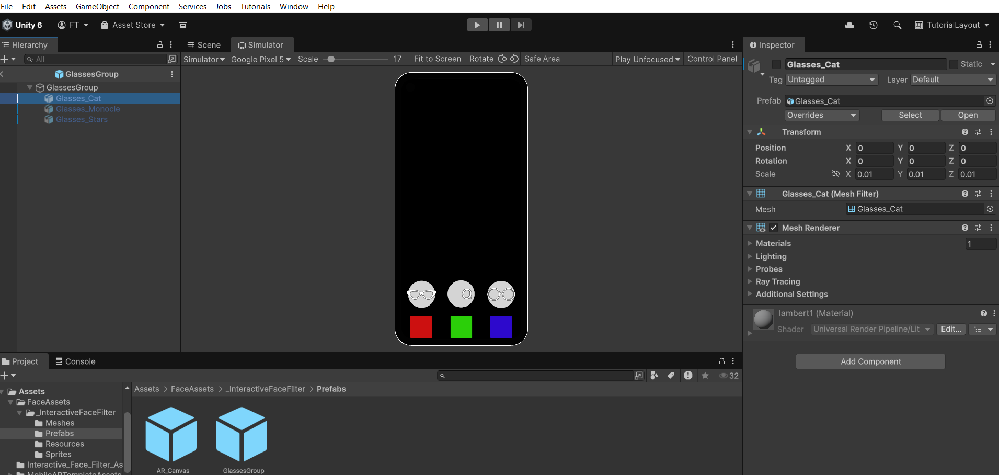 File Edit Assets GameObject Component Services Jobs Tutorials Window Help
Unity 6 FT Asset Store TutorialLayout
Hierarchy
All
GlassesGroup
GlassesGroup
Glasses_Cat
Glasses_Monocle
Glasses_Stars
Scene Simulator
Simulator Google Pixel 5 Scale 17 Fit to Screen Rotate Safe Area Play Unfocused Control Panel
Inspector
Glasses_Cat Static
Tag Untagged Layer Default
Prefab Glasses_Cat
Overrides Select Open
Transform
Position X 0 Y 0 Z 0
Rotation X 0 Y 0 Z 0
Scale X 0.01 Y 0.01 Z 0.01
Glasses_Cat (Mesh Filter)
Mesh Glasses_Cat
Mesh Renderer
Materials 1
Lighting
Probes
Ray Tracing
Additional Settings
lambert1 (Material)
Shader Universal Render Pipeline/Lit Edit...
Add Component
Project Console
32
Assets
FaceAssets
_InteractiveFaceFilter
Meshes
Prefabs
Resources
Sprites
Interactive_Face_Filter_As
MobileARTemplateAssets
Assets > FaceAssets > _InteractiveFaceFilter > Prefabs
AR_Canvas GlassesGroup